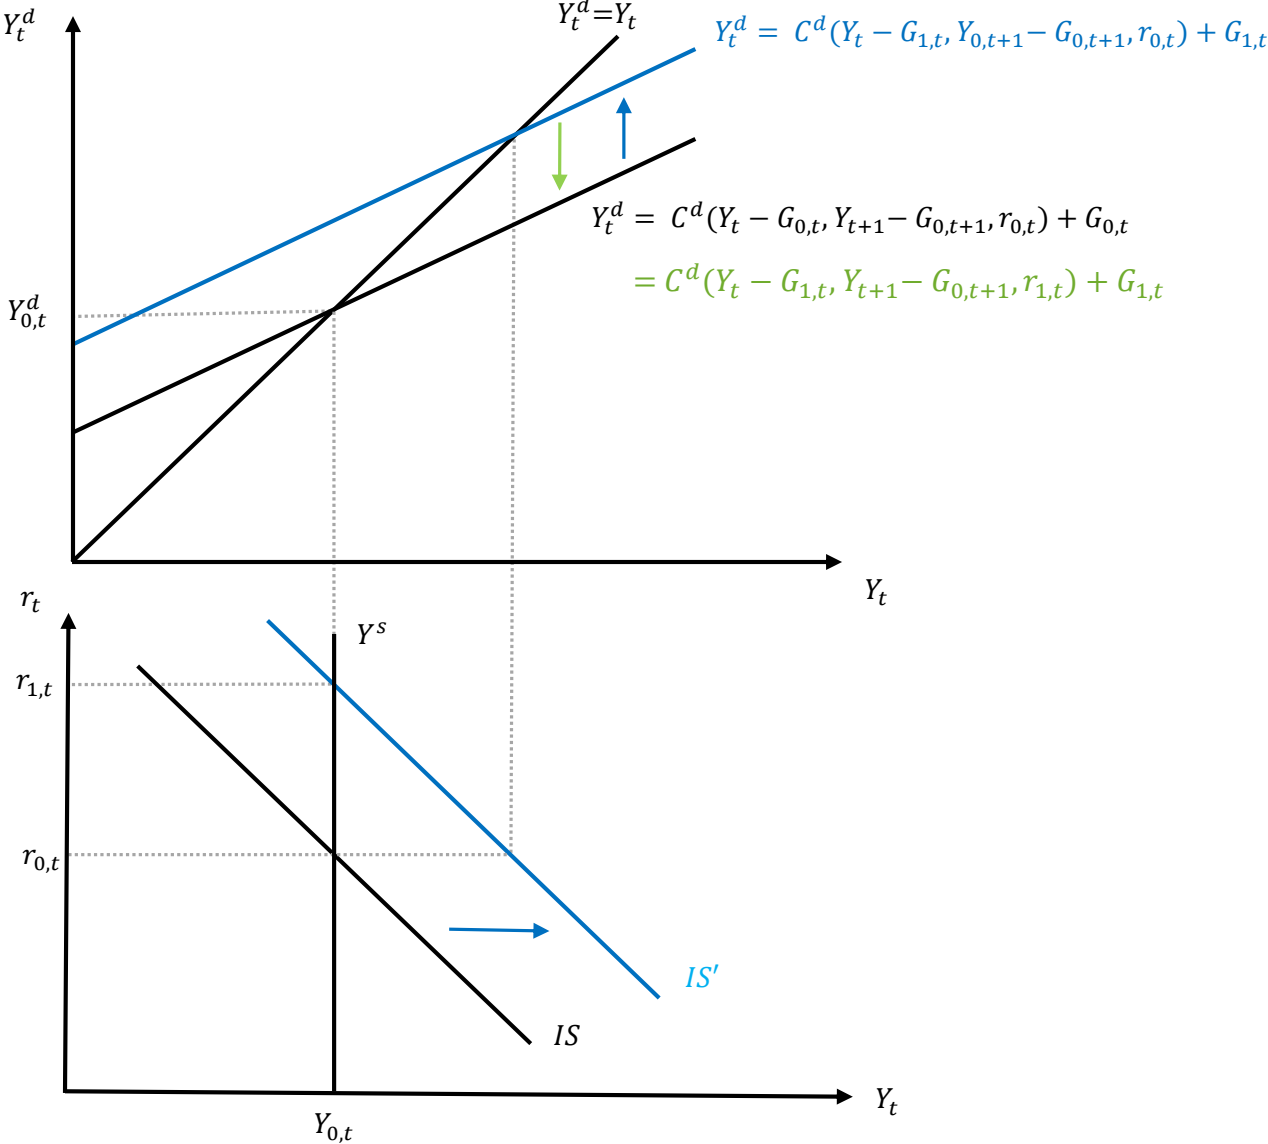 $Y_t^d$
$Y_t^d = Y_t$
$Y_t^d = C^d(Y_t - G_{1,t}, Y_{0,t+1} - G_{0,t+1}, r_{0,t}) + G_{1,t}$
$Y_t^d = C^d(Y_t - G_{0,t}, Y_{t+1} - G_{0,t+1}, r_{0,t}) + G_{0,t}$
$= C^d(Y_t - G_{1,t}, Y_{t+1} - G_{0,t+1}, r_{1,t}) + G_{1,t}$
$Y_{0,t}^d$
$Y_t$
$r_t$
$Y^s$
$r_{1,t}$
$r_{0,t}$
$IS'$
$IS$
$Y_t$
$Y_{0,t}$